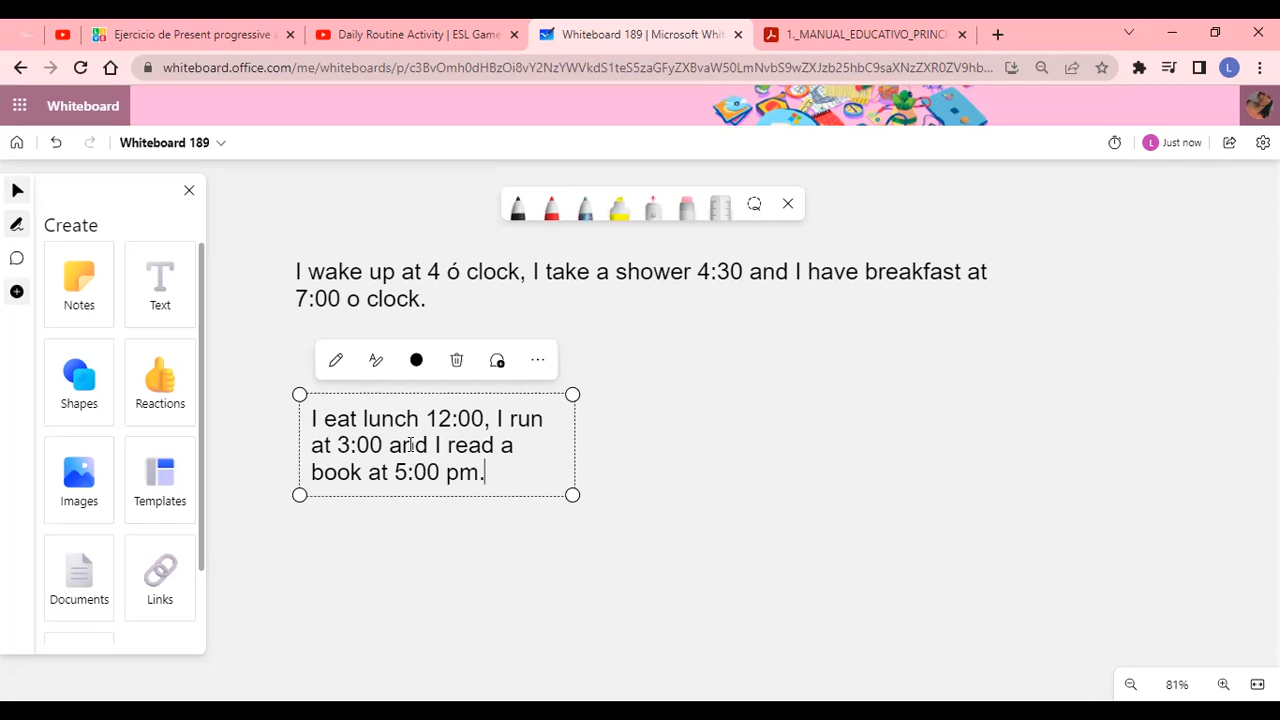 Ejercicio de Present progressive a
Daily Routine Activity | ESL Game
Whiteboard 189 | Microsoft Whit
1._MANUAL_EDUCATIVO_PRINCI
whiteboard.office.com/me/whiteboards/p/c3BvOmh0dHBzOi8vY2NzYWVkdS1teS5zaGFyZXBvaW50LmNvbS9wZXJzb25hbC9saXNzZXR0ZV9hb...
L
Whiteboard
Whiteboard 189
L Just now
Create
Notes
Text
Shapes
Reactions
Images
Templates
Documents
Links
I wake up at 4 ó clock, I take a shower 4:30 and I have breakfast at
7:00 o clock.
I eat lunch 12:00, I run
at 3:00 and I read a
book at 5:00 pm.
81%